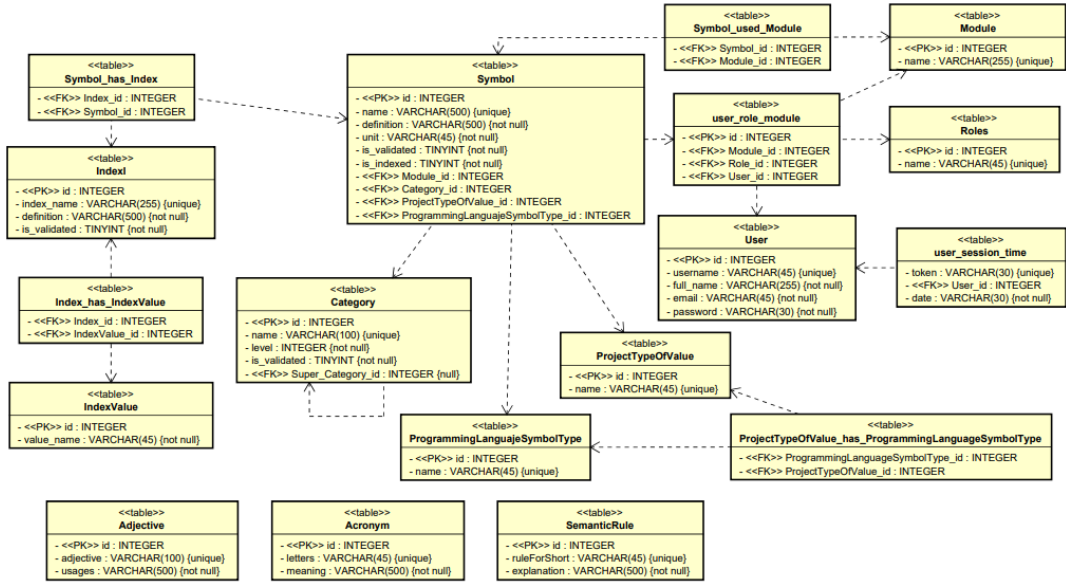 <<table>>
Symbol_used_Module
- <<FK>> Symbol_id : INTEGER
- <<FK>> Module_id : INTEGER
<<table>>
Module
- <<PK>> id : INTEGER
- name : VARCHAR(255) {unique}
<<table>>
Symbol_has_Index
- <<FK>> Index_id : INTEGER
- <<FK>> Symbol_id : INTEGER
<<table>>
Symbol
- <<PK>> id : INTEGER
- name : VARCHAR(500) {unique}
- definition : VARCHAR(500) {not null}
- unit : VARCHAR(45) {not null}
- is_validated : TINYINT {not null}
- is_indexed : TINYINT {not null}
- <<FK>> Module_id : INTEGER
- <<FK>> Category_id : INTEGER
- <<FK>> ProjectTypeOfValue_id : INTEGER
- <<FK>> ProgrammingLanguajeSymbolType_id : INTEGER
<<table>>
user_role_module
- <<PK>> id : INTEGER
- <<FK>> Module_id : INTEGER
- <<FK>> Role_id : INTEGER
- <<FK>> User_id : INTEGER
<<table>>
Roles
- <<PK>> id : INTEGER
- name : VARCHAR(45) {unique}
<<table>>
IndexI
- <<PK>> id : INTEGER
- index_name : VARCHAR(255) {unique}
- definition : VARCHAR(500) {not null}
- is_validated : TINYINT {not null}
<<table>>
User
- <<PK>> id : INTEGER
- username : VARCHAR(45) {unique}
- full_name : VARCHAR(255) {not null}
- email : VARCHAR(45) {not null}
- password : VARCHAR(30) {not null}
<<table>>
user_session_time
- token : VARCHAR(30) {unique}
- <<FK>> User_id : INTEGER
- date : VARCHAR(30) {not null}
<<table>>
Index_has_IndexValue
- <<FK>> Index_id : INTEGER
- <<FK>> IndexValue_id : INTEGER
<<table>>
Category
- <<PK>> id : INTEGER
- name : VARCHAR(100) {unique}
- level : INTEGER {not null}
- is_validated : TINYINT {not null}
- <<FK>> Super_Category_id : INTEGER {null}
<<table>>
ProjectTypeOfValue
- <<PK>> id : INTEGER
- name : VARCHAR(45) {unique}
<<table>>
IndexValue
- <<PK>> id : INTEGER
- value_name : VARCHAR(45) {not null}
<<table>>
ProgrammingLanguajeSymbolType
- <<PK>> id : INTEGER
- name : VARCHAR(45) {unique}
<<table>>
ProjectTypeOfValue_has_ProgrammingLanguageSymbolType
- <<FK>> ProgrammingLanguageSymbolType_id : INTEGER
- <<FK>> ProjectTypeOfValue_id : INTEGER
<<table>>
Adjective
- <<PK>> id : INTEGER
- adjective : VARCHAR(100) {unique}
- usages : VARCHAR(500) {not null}
<<table>>
Acronym
- <<PK>> id : INTEGER
- letters : VARCHAR(45) {unique}
- meaning : VARCHAR(500) {not null}
<<table>>
SemanticRule
- <<PK>> id : INTEGER
- ruleForShort : VARCHAR(45) {unique}
- explanation : VARCHAR(500) {not null}